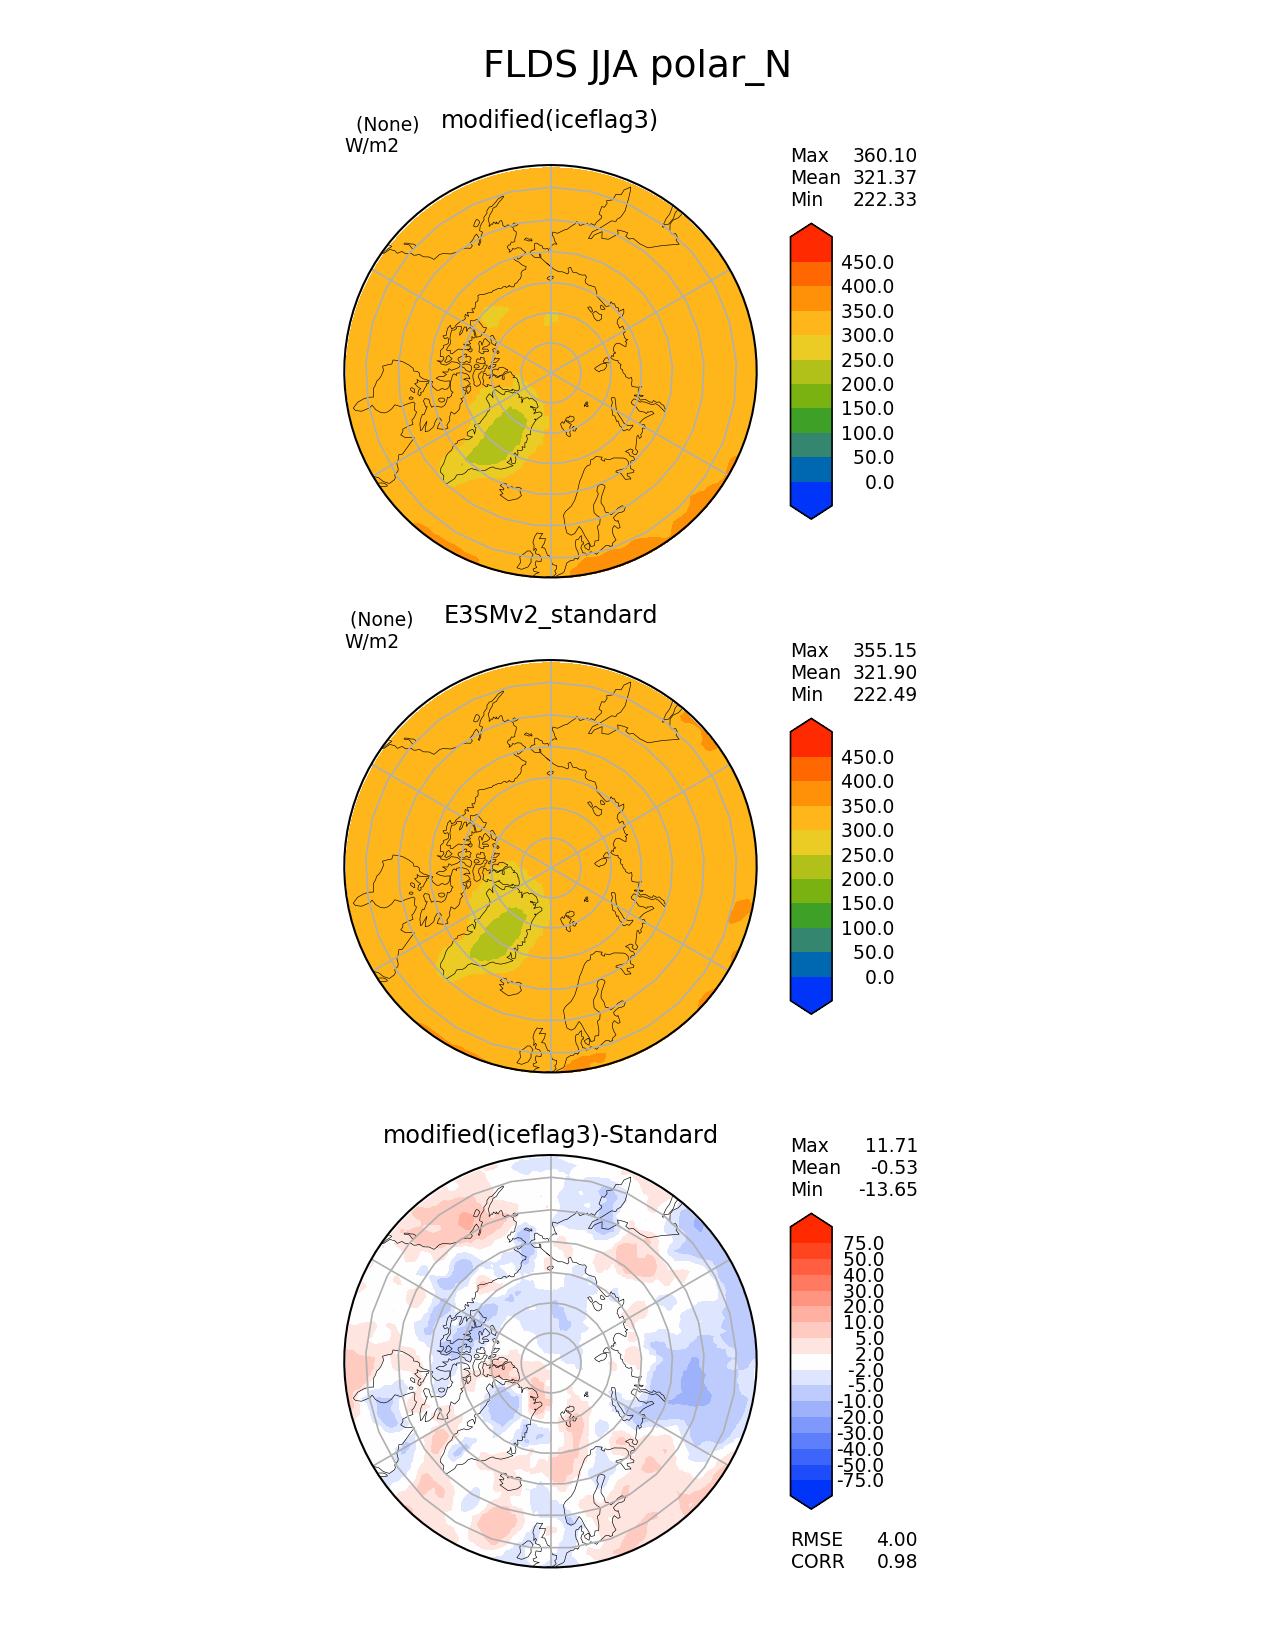 FLDS JJA polar_N
(None) modified(iceflag3)
W/m2
Max 360.10
Mean 321.37
Min 222.33
450.0
400.0
350.0
300.0
250.0
200.0
150.0
100.0
50.0
0.0
(None) E3SMv2_standard
W/m2
Max 355.15
Mean 321.90
Min 222.49
450.0
400.0
350.0
300.0
250.0
200.0
150.0
100.0
50.0
0.0
modified(iceflag3)-Standard
Max 11.71
Mean -0.53
Min -13.65
75.0
50.0
40.0
30.0
20.0
10.0
5.0
2.0
-2.0
-5.0
-10.0
-20.0
-30.0
-40.0
-50.0
-75.0
RMSE 4.00
CORR 0.98